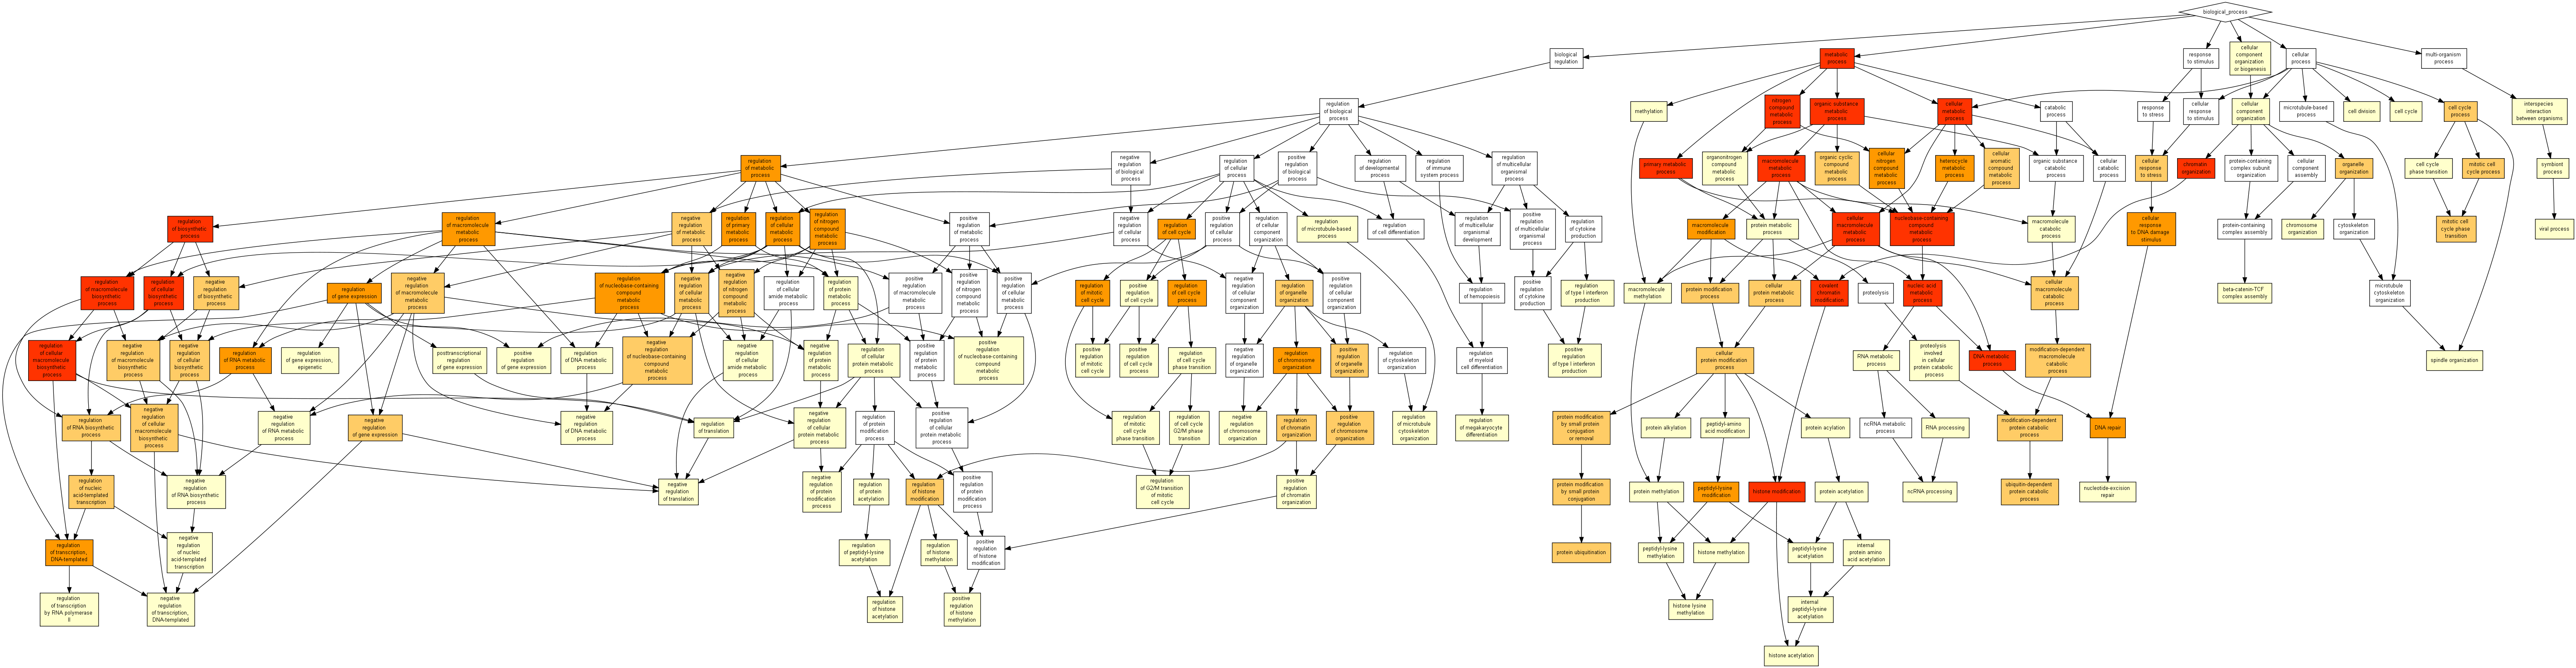 biological_process
biological
regulation
metabolic
process
response
to stimulus
cellular
component
organization
or biogenesis
cellular
process
multi-organism
process
regulation
of biological
process
methylation
nitrogen
compound
metabolic
process
organic substance
metabolic
process
cellular
metabolic
process
catabolic
process
response
to stress
cellular
response
to stimulus
cellular
component
organization
microtubule-based
process
cell division
cell cycle
cell cycle
process
interspecies
interaction
between organisms
regulation
of metabolic
process
negative
regulation
of biological
process
regulation
of cellular
process
positive
regulation
of biological
process
regulation
of developmental
process
regulation
of immune
system process
regulation
of multicellular
organismal
process
primary metabolic
process
organonitrogen
compound
metabolic
process
macromolecule
metabolic
process
organic cyclic
compound
metabolic
process
cellular
nitrogen
compound
metabolic
process
heterocycle
metabolic
process
cellular
aromatic
compound
metabolic
process
organic substance
catabolic
process
cellular
catabolic
process
cellular
response
to stress
chromatin
organization
protein-containing
complex subunit
organization
cellular
component
assembly
organelle
organization
cell cycle
phase transition
mitotic cell
cycle process
symbiont
process
regulation
of biosynthetic
process
regulation
of macromolecule
metabolic
process
negative
regulation
of metabolic
process
regulation
of primary
metabolic
process
regulation
of cellular
metabolic
process
regulation
of nitrogen
compound
metabolic
process
positive
regulation
of metabolic
process
negative
regulation
of cellular
process
regulation
of cell cycle
positive
regulation
of cellular
process
regulation
of cellular
component
organization
regulation
of microtubule-based
process
regulation
of cell differentiation
regulation
of multicellular
organismal
development
positive
regulation
of multicellular
organismal
process
regulation
of cytokine
production
macromolecule
modification
protein metabolic
process
cellular
macromolecule
metabolic
process
nucleobase-containing
compound
metabolic
process
macromolecule
catabolic
process
cellular
response
to DNA damage
stimulus
protein-containing
complex assembly
chromosome
organization
cytoskeleton
organization
mitotic cell
cycle phase
transition
viral process
regulation
of macromolecule
biosynthetic
process
regulation
of cellular
biosynthetic
process
negative
regulation
of biosynthetic
process
regulation
of gene expression
negative
regulation
of macromolecule
metabolic
process
regulation
of nucleobase-containing
compound
metabolic
process
negative
regulation
of cellular
metabolic
process
negative
regulation
of nitrogen
compound
metabolic
process
regulation
of cellular
amide metabolic
process
regulation
of protein
metabolic
process
positive
regulation
of macromolecule
metabolic
process
positive
regulation
of nitrogen
compound
metabolic
process
positive
regulation
of cellular
metabolic
process
regulation
of mitotic
cell cycle
positive
regulation
of cell cycle
regulation
of cell cycle
process
negative
regulation
of cellular
component
organization
regulation
of organelle
organization
positive
regulation
of cellular
component
organization
regulation
of hemopoiesis
positive
regulation
of cytokine
production
regulation
of type I interferon
production
macromolecule
methylation
protein modification
process
cellular
protein metabolic
process
covalent
chromatin
modification
proteolysis
nucleic acid
metabolic
process
cellular
macromolecule
catabolic
process
beta-catenin-TCF
complex assembly
microtubule
cytoskeleton
organization
regulation
of cellular
macromolecule
biosynthetic
process
negative
regulation
of macromolecule
biosynthetic
process
negative
regulation
of cellular
biosynthetic
process
regulation
of RNA metabolic
process
regulation
of gene expression,
epigenetic
posttranscriptional
regulation
of gene expression
positive
regulation
of gene expression
regulation
of DNA metabolic
process
negative
regulation
of nucleobase-containing
compound
metabolic
process
negative
regulation
of cellular
amide metabolic
process
negative
regulation
of protein
metabolic
process
regulation
of cellular
protein metabolic
process
positive
regulation
of protein
metabolic
process
positive
regulation
of nucleobase-containing
compound
metabolic
process
positive
regulation
of mitotic
cell cycle
positive
regulation
of cell cycle
process
regulation
of cell cycle
phase transition
negative
regulation
of organelle
organization
regulation
of chromosome
organization
positive
regulation
of organelle
organization
regulation
of cytoskeleton
organization
regulation
of myeloid
cell differentiation
positive
regulation
of type I interferon
production
cellular
protein modification
process
RNA metabolic
process
proteolysis
involved
in cellular
protein catabolic
process
DNA metabolic
process
modification-dependent
macromolecule
catabolic
process
spindle organization
regulation
of RNA biosynthetic
process
negative
regulation
of cellular
macromolecule
biosynthetic
process
negative
regulation
of RNA metabolic
process
negative
regulation
of gene expression
negative
regulation
of DNA metabolic
process
regulation
of translation
negative
regulation
of cellular
protein metabolic
process
regulation
of protein
modification
process
positive
regulation
of cellular
protein metabolic
process
regulation
of mitotic
cell cycle
phase transition
regulation
of cell cycle
G2/M phase
transition
negative
regulation
of chromosome
organization
regulation
of chromatin
organization
positive
regulation
of chromosome
organization
regulation
of microtubule
cytoskeleton
organization
regulation
of megakaryocyte
differentiation
protein modification
by small protein
conjugation
or removal
protein alkylation
peptidyl-amino
acid modification
protein acylation
ncRNA metabolic
process
RNA processing
modification-dependent
protein catabolic
process
DNA repair
regulation
of nucleic
acid-templated
transcription
negative
regulation
of RNA biosynthetic
process
negative
regulation
of translation
negative
regulation
of protein
modification
process
regulation
of protein
acetylation
regulation
of histone
modification
positive
regulation
of protein
modification
process
regulation
of G2/M transition
of mitotic
cell cycle
positive
regulation
of chromatin
organization
protein modification
by small protein
conjugation
protein methylation
peptidyl-lysine
modification
histone modification
protein acetylation
ncRNA processing
ubiquitin-dependent
protein catabolic
process
nucleotide-excision
repair
regulation
of transcription,
DNA-templated
negative
regulation
of nucleic
acid-templated
transcription
regulation
of peptidyl-lysine
acetylation
regulation
of histone
methylation
positive
regulation
of histone
modification
protein ubiquitination
peptidyl-lysine
methylation
histone methylation
peptidyl-lysine
acetylation
internal
protein amino
acid acetylation
regulation
of transcription
by RNA polymerase
II
negative
regulation
of transcription,
DNA-templated
regulation
of histone
acetylation
positive
regulation
of histone
methylation
histone lysine
methylation
internal
peptidyl-lysine
acetylation
histone acetylation